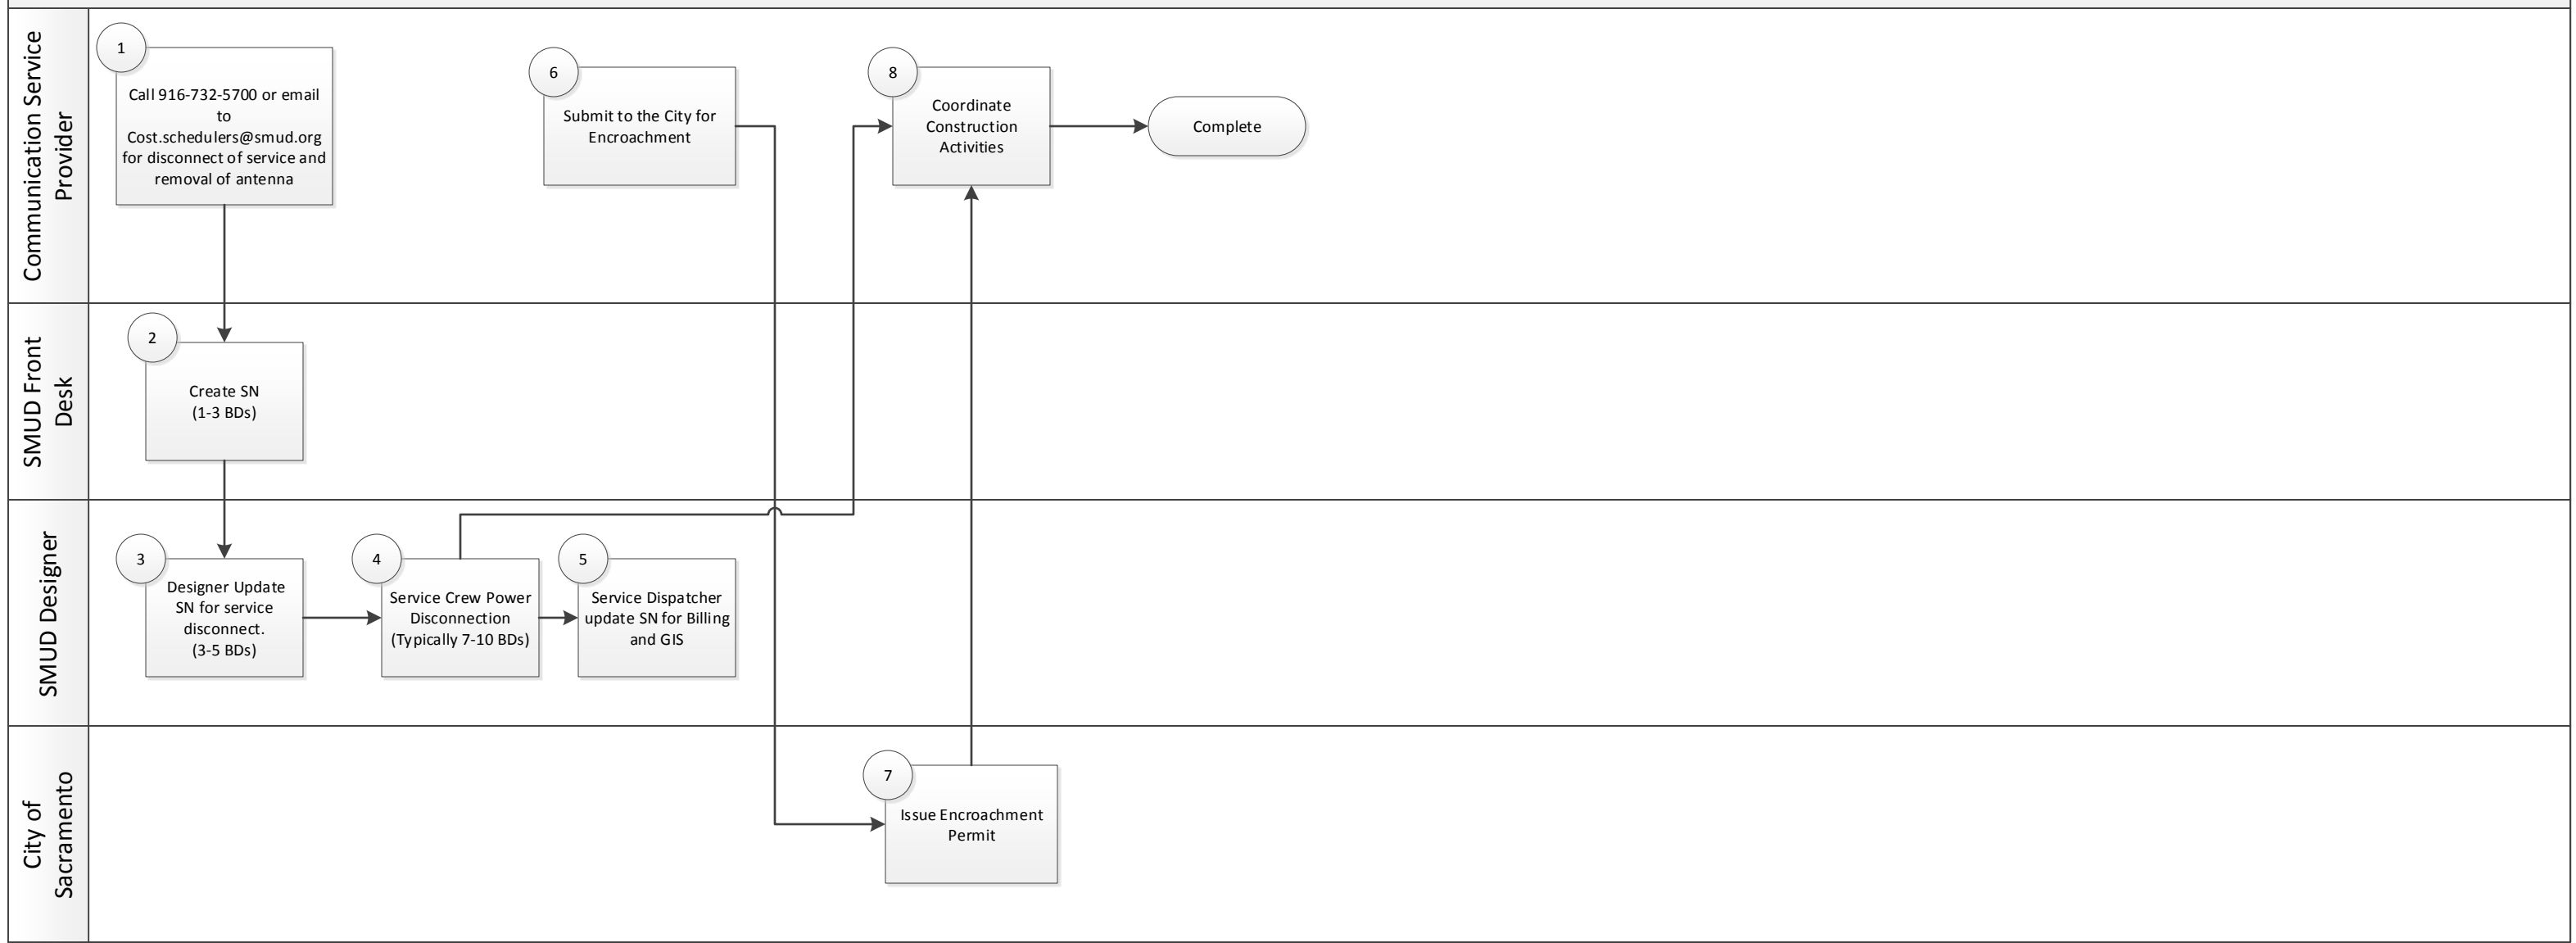 Communication Service
Provider
1
Call 916-732-5700 or email
to
Cost.schedulers@smud.org
for disconnect of service and
removal of antenna
6
Submit to the City for
Encroachment
8
Coordinate
Construction
Activities
Complete
SMUD Front
Desk
2
Create SN
(1-3 BDs)
SMUD Designer
3
Designer Update
SN for service
disconnect.
(3-5 BDs)
4
Service Crew Power
Disconnection
(Typically 7-10 BDs)
5
Service Dispatcher
update SN for Billing
and GIS
City of
Sacramento
7
Issue Encroachment
Permit